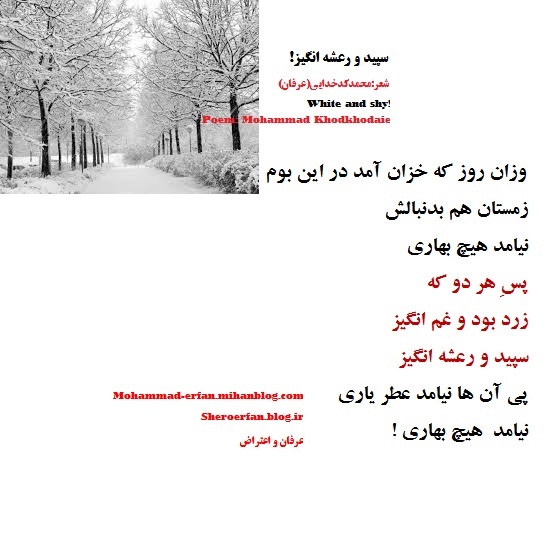 سپید و رعشه انگیز!
شعر:محمدکدخدایی(عرفان)
White and shy!
Poem: Mohammad Khodkhodaie
وزان روز که خزان آمد در این بوم
زمستان هم بدنبالش
نیامد هیچ بهاری
پسِ هر دو که
زرد بود و غم انگیز
سپید و رعشه انگیز
پی آن ها نیامد عطر یاری
نیامد هیچ بهاری !
Mohammad-erfan.mihanblog.com
Sheroerfan.blog.ir
عرفان و اعتراض